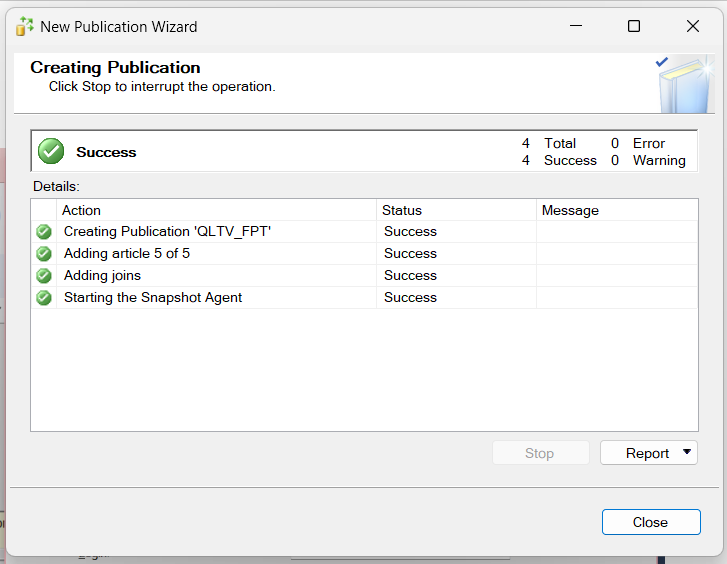 New Publication Wizard
Creating Publication
Click Stop to interrupt the operation.
Success
4 Total 0 Error
4 Success 0 Warning
Details:
Action Status Message
Creating Publication 'QLTV_FPT' Success
Adding article 5 of 5 Success
Adding joins Success
Starting the Snapshot Agent Success
Stop Report
Close